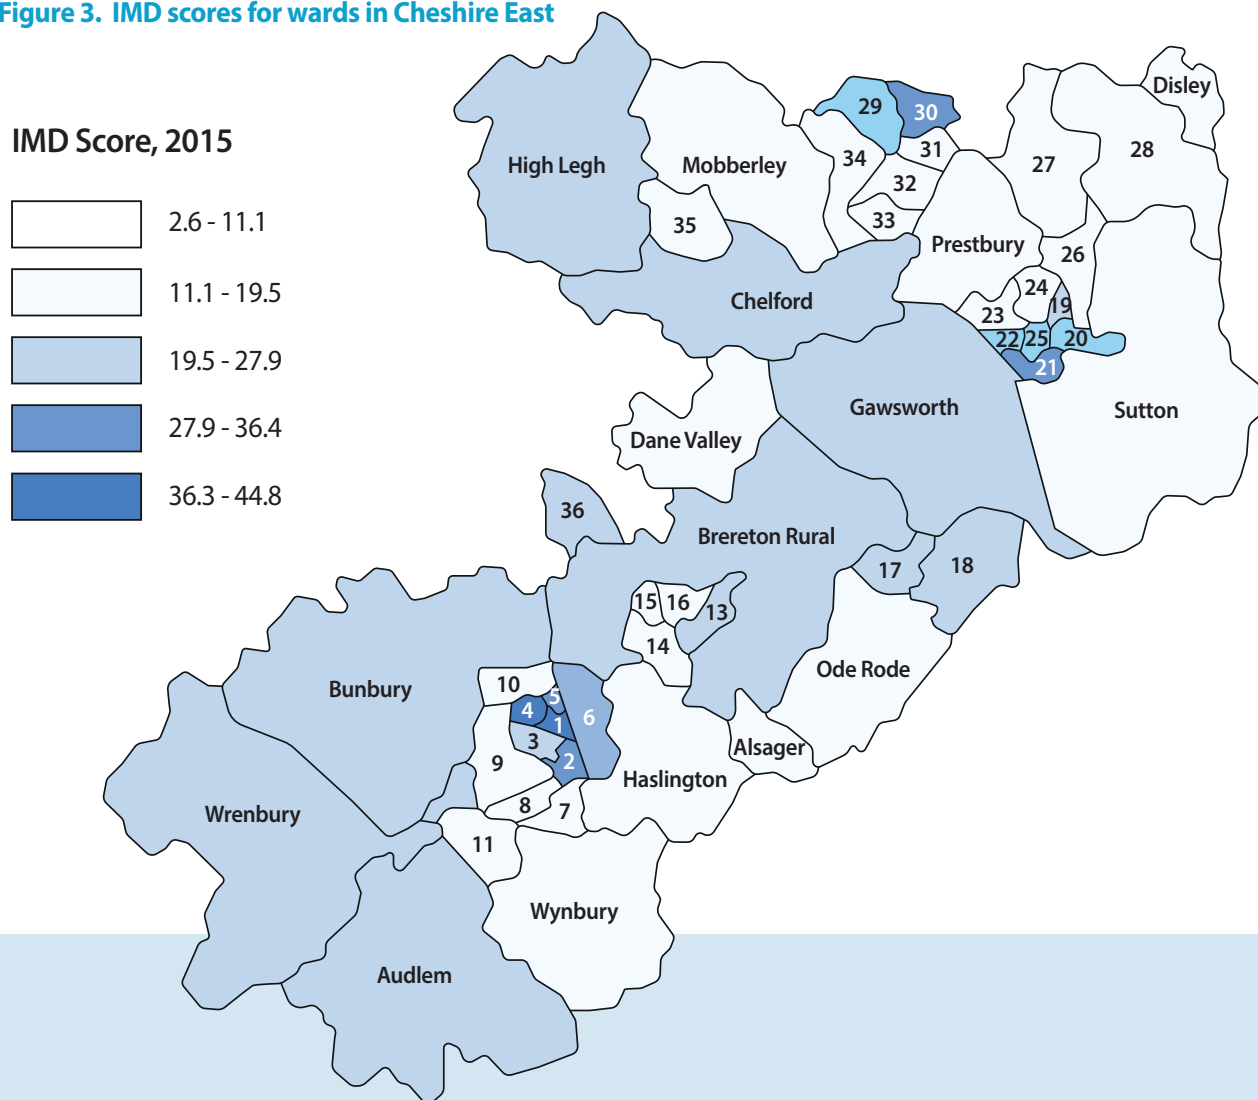 Figure 3. IMD scores for wards in Cheshire East
IMD Score, 2015
2.6 - 11.1
11.1 - 19.5
19.5 - 27.9
27.9 - 36.4
36.3 - 44.8
Disley
29
30
High Legh
Mobberley
34
31
27
28
32
35
33
Prestbury
26
Chelford
24
19
23
22
25
20
21
Gawsworth
Sutton
Dane Valley
36
Brereton Rural
17
18
15
16
13
14
Ode Rode
Bunbury
10
5
4
1
6
3
2
9
Alsager
Haslington
Wrenbury
8
7
11
Wynbury
Audlem